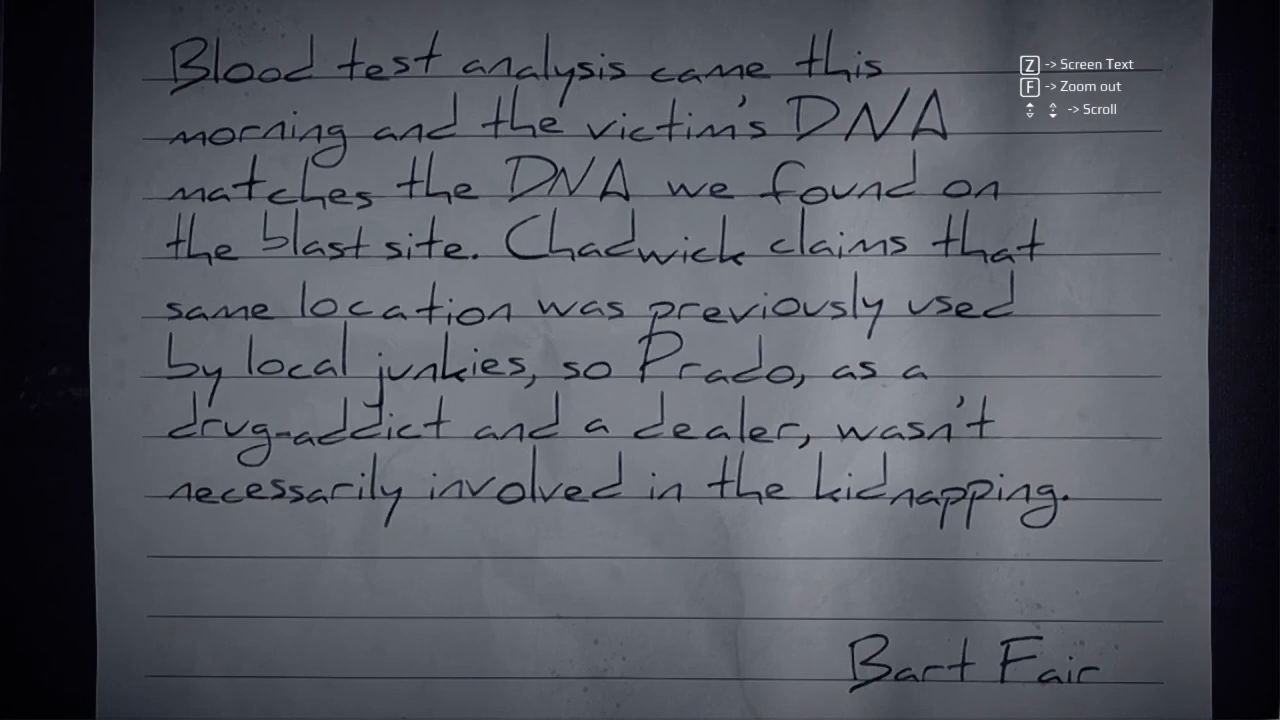 Blood test analysis came this
morning and the victim's DNA
matches the DNA we found on
the blast site. Chadwick claims that
same location was previously used
by local junkies, so Prado, as a
drug-addict and a dealer, wasn't
necessarily involved in the kidnapping.
Bart Fair
Z -> Screen Text
F -> Zoom out
-> Scroll